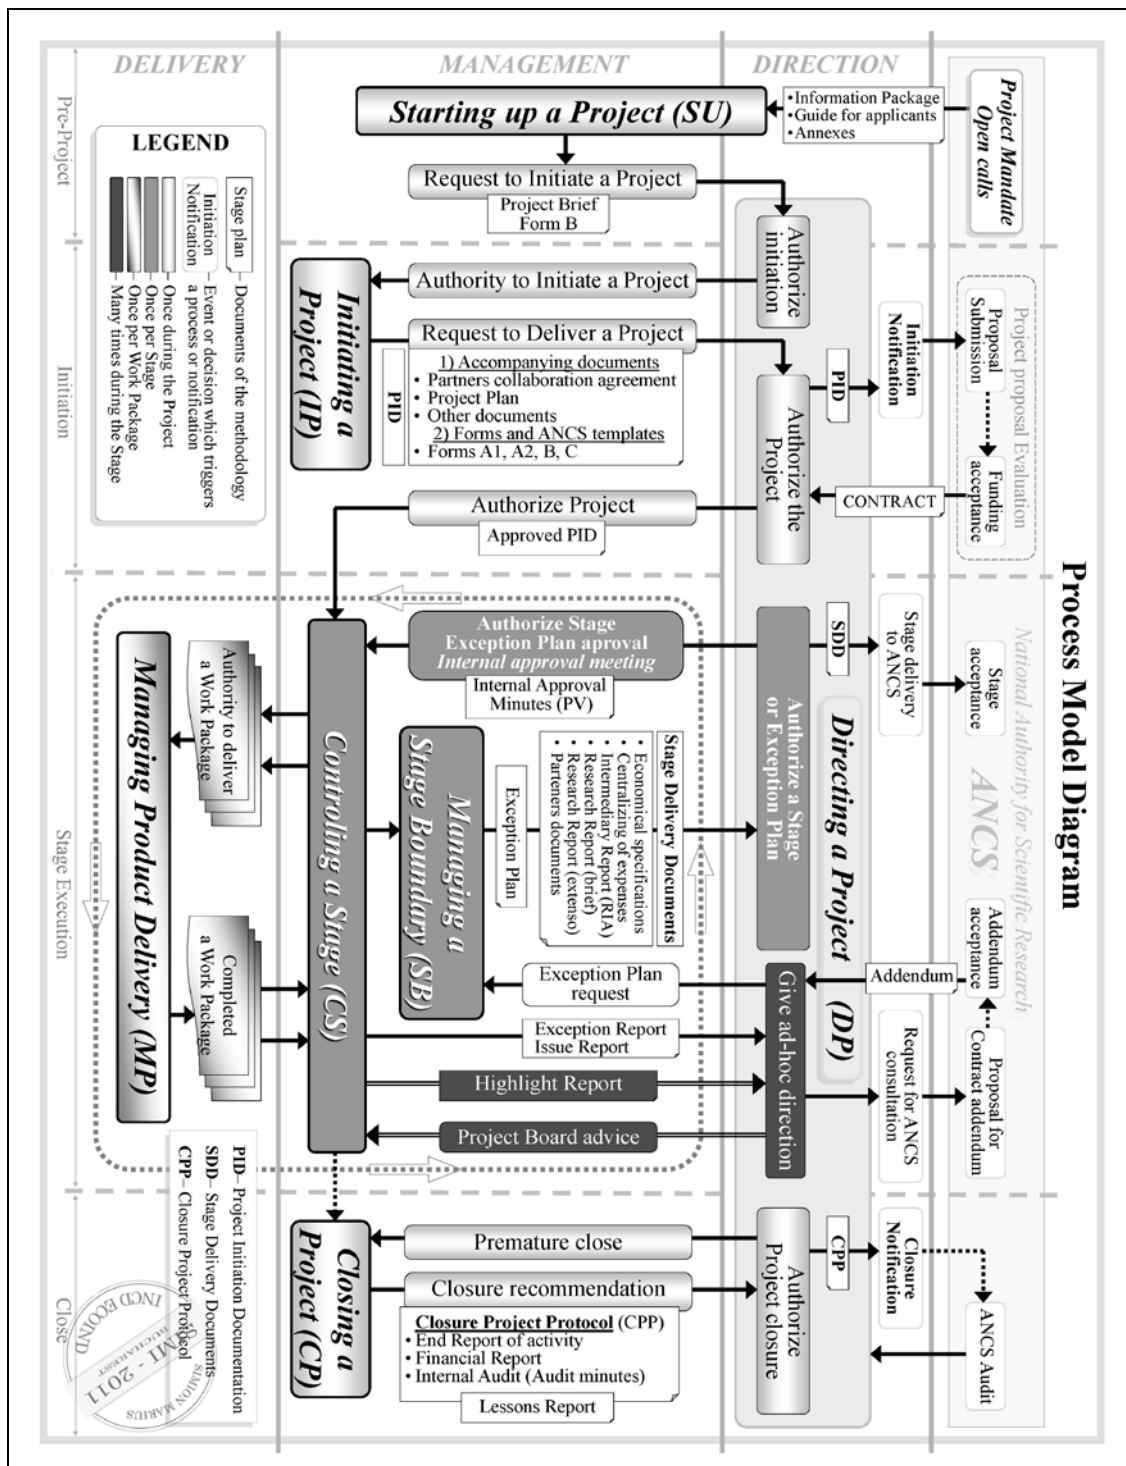 Process Model Diagram
National Authority for Scientific Research
ANCS
DELIVERY
MANAGEMENT
DIRECTION
Pre-Project
Initiation
Stage Execution
Close
Project Mandate
Open calls
• Information Package
• Guide for applicants
• Annexes
Starting up a Project (SU)
Request to Initiate a Project
Project Brief
Form B
Authorize
initiation
Authority to Initiate a Project
Initiating a
Project (IP)
Request to Deliver a Project
PID
1) Accompanying documents
• Partners collaboration agreement
• Project Plan
• Other documents
2) Forms and ANCS templates
• Forms A1, A2, B, C
Authorize the
Project
PID
Initiation
Notification
Project proposal Evaluation
Proposal
Submission
Funding
acceptance
CONTRACT
Authorize Project
Approved PID
LEGEND
Stage plan
– Documents of the methodology
Initiation
Notification
– Event or decision which triggers
a process or notification
– Once during the Project
– Once per Stage
– Once per Work Package
– Many times during the Stage
Authorize Stage
Exception Plan aproval
Internal approval meeting
Internal Approval
Minutes (PV)
Directing a Project (DP)
Authorize a Stage
or Exception Plan
SDD
Stage delivery
to ANCS
Stage
acceptance
Controling a Stage (CS)
Managing a
Stage Boundary (SB)
Exception Plan
Stage Delivery Documents
• Economical specifications
• Centralizing of expenses
• Intermediary Report (RIA)
• Research Report (brief)
• Research Report (extenso)
• Parteners documents
Managing Product Delivery (MP)
Authority to deliver
a Work Package
Completed
a Work Package
Exception Plan
request
Exception Report
Issue Report
Highlight Report
Project Board advice
Give ad-hoc direction
Addendum
Addendum
acceptance
Request for ANCS
consultation
Proposal for
Contract addendum
Closing a
Project (CP)
Premature close
Closure recommendation
Closure Project Protocol (CPP)
• End Report of activity
• Financial Report
• Internal Audit (Audit minutes)
Lessons Report
Authorize
Project closure
CPP
Closure
Notification
ANCS Audit
PID– Project Initiation Documentation
SDD– Stage Delivery Documents
CPP– Closure Project Protocol
INCD ECOIND
MI - 2011
BUCHAREST
SIMION MARIUS